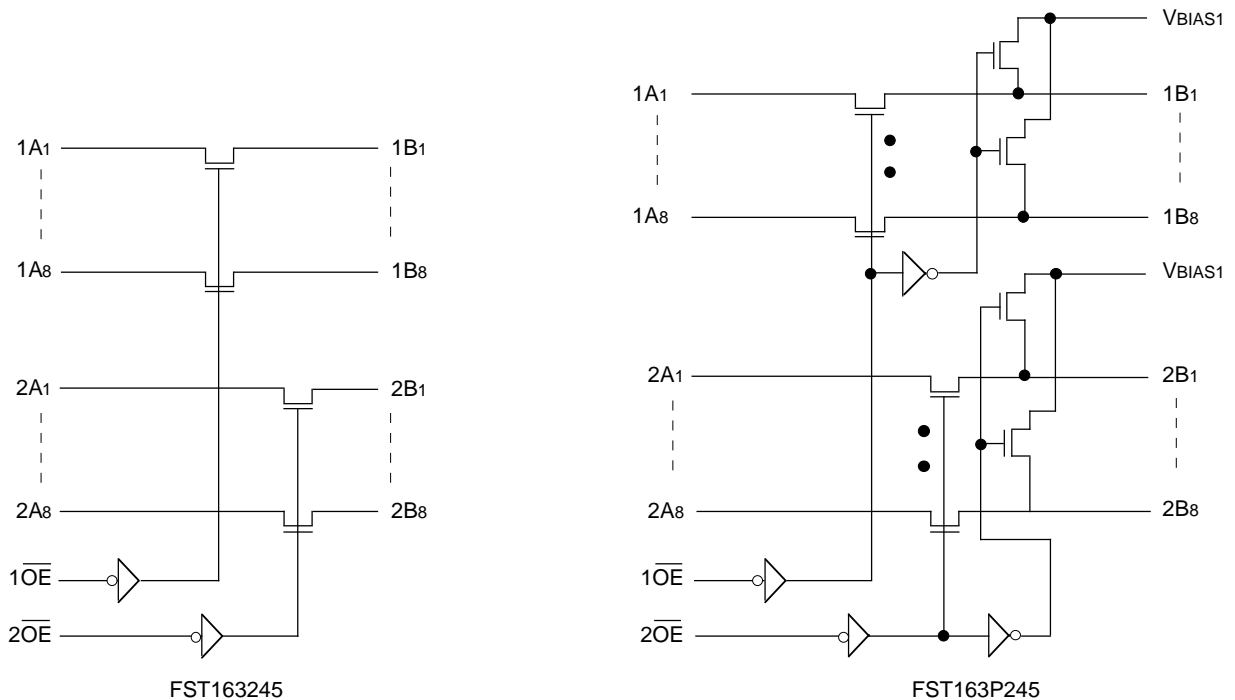 1A1
1B1
1A8
1B8
2A1
2B1
2A8
2B8
1OE
2OE
FST163245
VBIAS1
1A1
1B1
1A8
1B8
VBIAS1
2A1
2B1
2A8
2B8
1OE
2OE
FST163P245